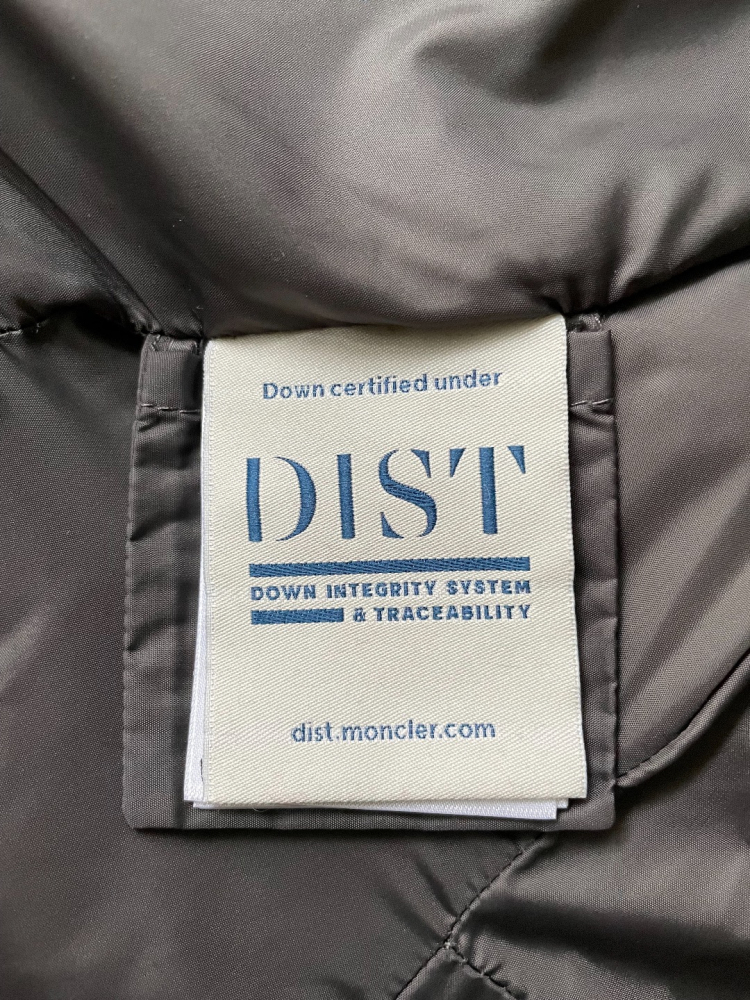 Down certified under
DIST
DOWN INTEGRITY SYSTEM
& TRACEABILITY
dist.moncler.com